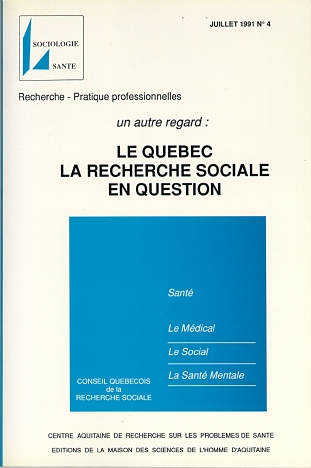 JUILLET 1991 N° 4
SOCIOLOGIE
SANTE
Recherche - Pratique professionnelles
un autre regard :
LE QUEBEC
LA RECHERCHE SOCIALE
EN QUESTION
Santé
Le Médical
Le Social
La Santé Mentale
CONSEIL QUEBECOIS
de la
RECHERCHE SOCIALE
CENTRE AQUITAINE DE RECHERCHE SUR LES PROBLEMES DE SANTE
EDITIONS DE LA MAISON DES SCIENCES DE L'HOMME D'AQUITAINE